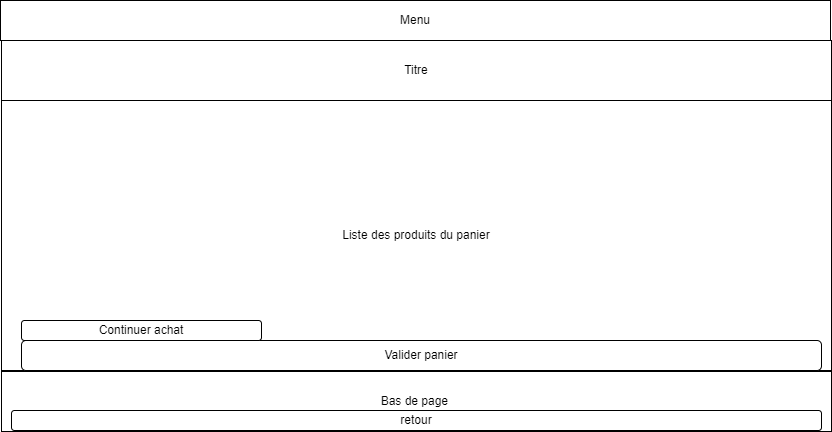 Menu
Titre
Liste des produits du panier
Continuer achat
Valider panier
Bas de page
retour